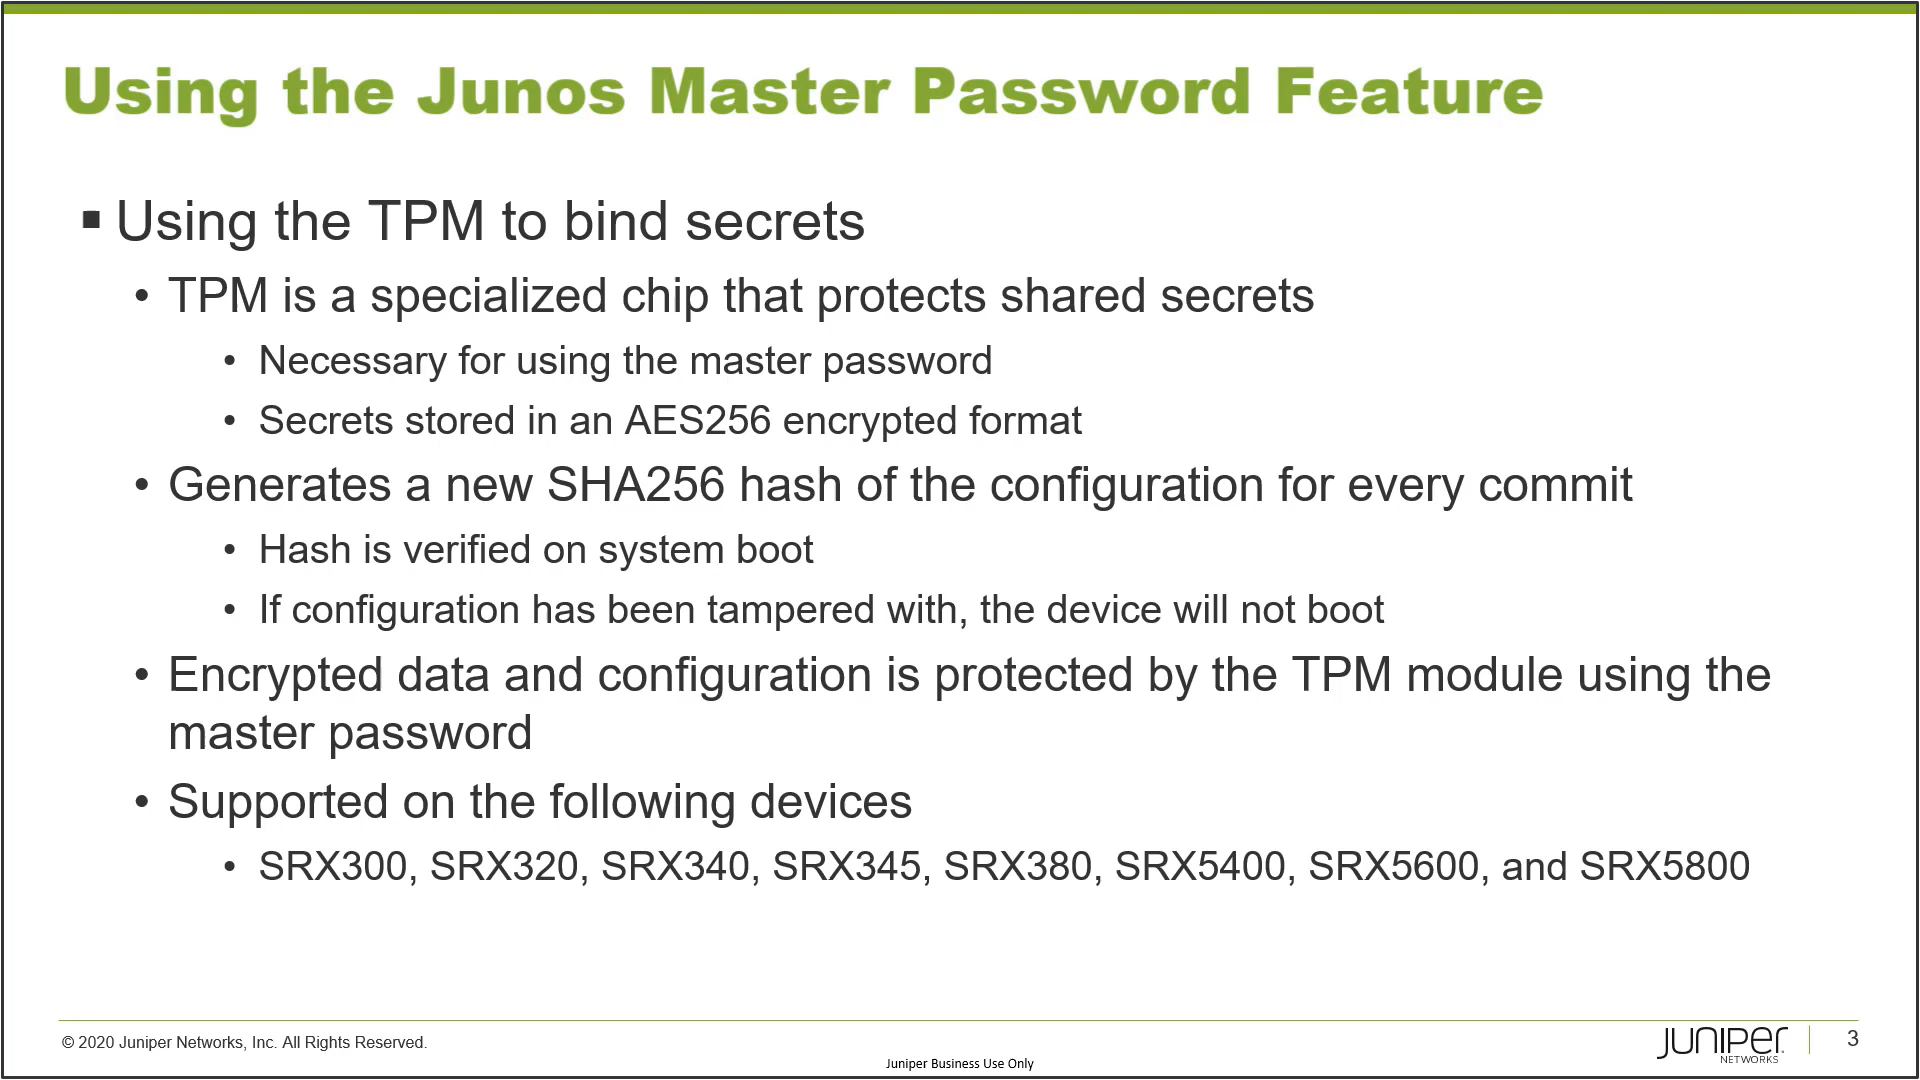 Using the Junos Master Password Feature
▪ Using the TPM to bind secrets
• TPM is a specialized chip that protects shared secrets
• Necessary for using the master password
• Secrets stored in an AES256 encrypted format
• Generates a new SHA256 hash of the configuration for every commit
• Hash is verified on system boot
• If configuration has been tampered with, the device will not boot
• Encrypted data and configuration is protected by the TPM module using the
master password
• Supported on the following devices
• SRX300, SRX320, SRX340, SRX345, SRX380, SRX5400, SRX5600, and SRX5800
© 2020 Juniper Networks, Inc. All Rights Reserved.
Juniper Business Use Only
JUNIPER
NETWORKS
3